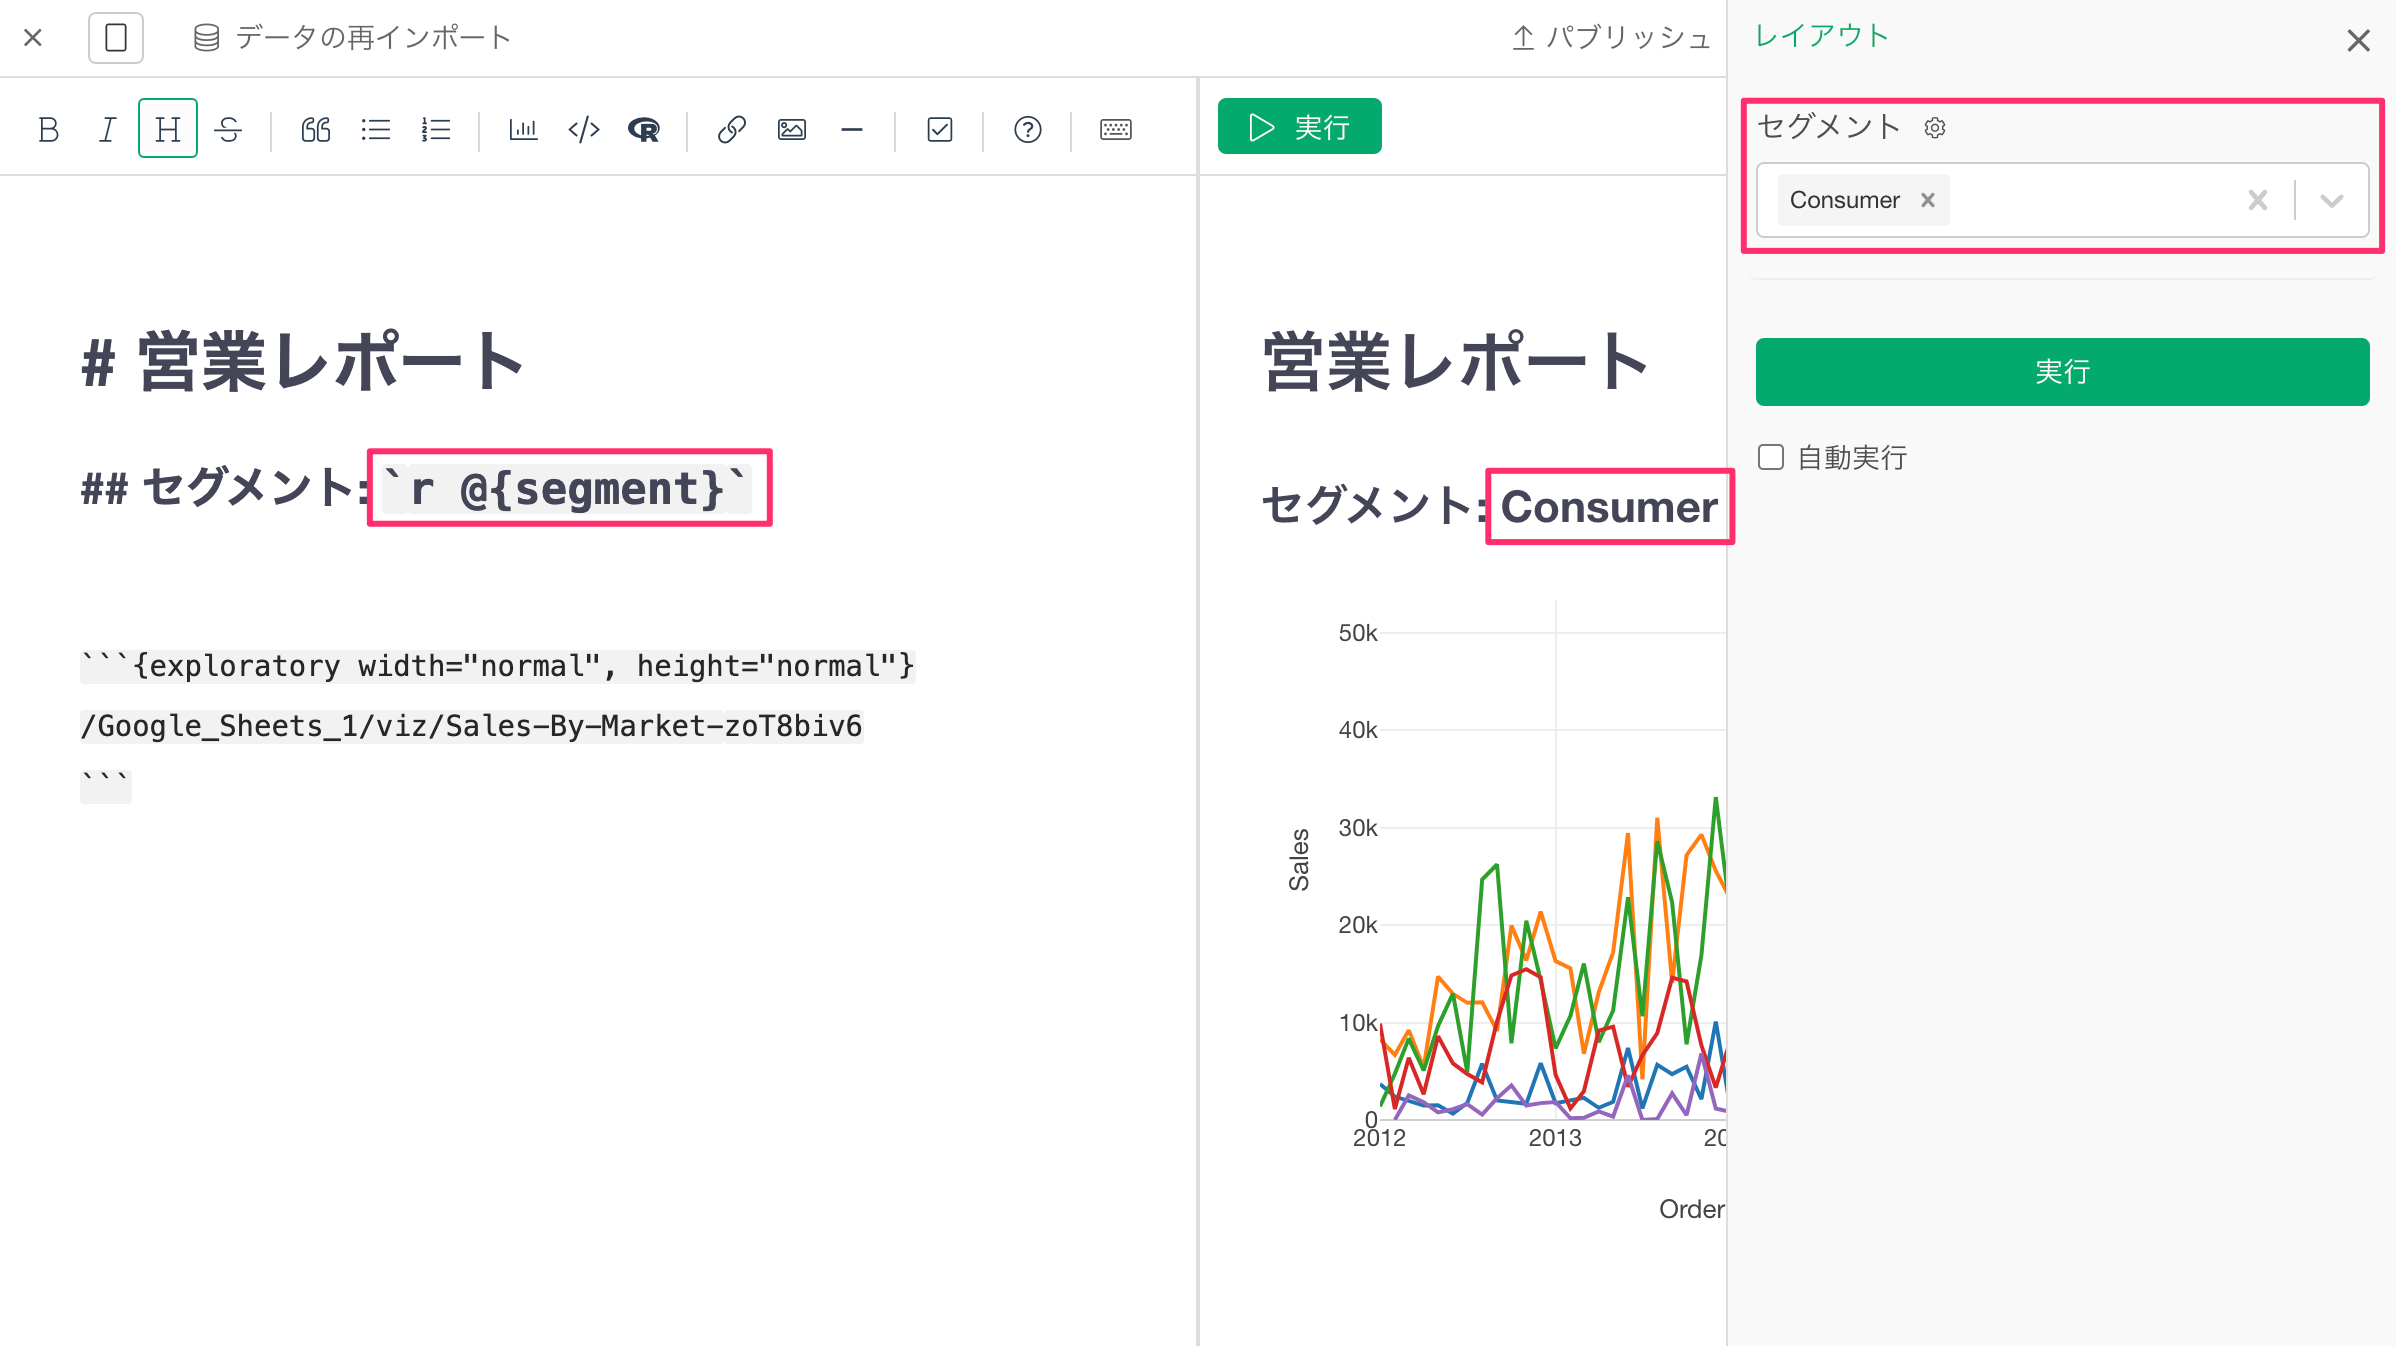 データの再インポート
パブリッシュ
レイアウト
実行
セグメント
Consumer
# 営業レポート
## セグメント: `r @{segment}`
```{exploratory width="normal", height="normal"}
/Google_Sheets_1/viz/Sales-By-Market-zoT8biv6
```
営業レポート
セグメント: Consumer
50k
40k
30k
20k
10k
0
Sales
2012
2013
20
Order
実行
自動実行